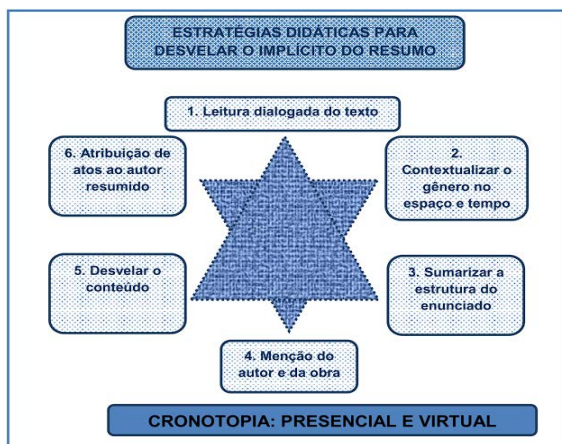 ESTRATÉGIAS DIDÁTICAS PARA
DESVELAR O IMPLÍCITO DO RESUMO
1. Leitura dialogada do texto
6. Atribuição de
atos ao autor
resumido
2.
Contextualizar o
gênero no
espaço e tempo
5. Desvelar o
conteúdo
3. Sumarizar a
estrutura do
enunciado
4. Menção do
autor e da obra
CRONOTOPIA: PRESENCIAL E VIRTUAL